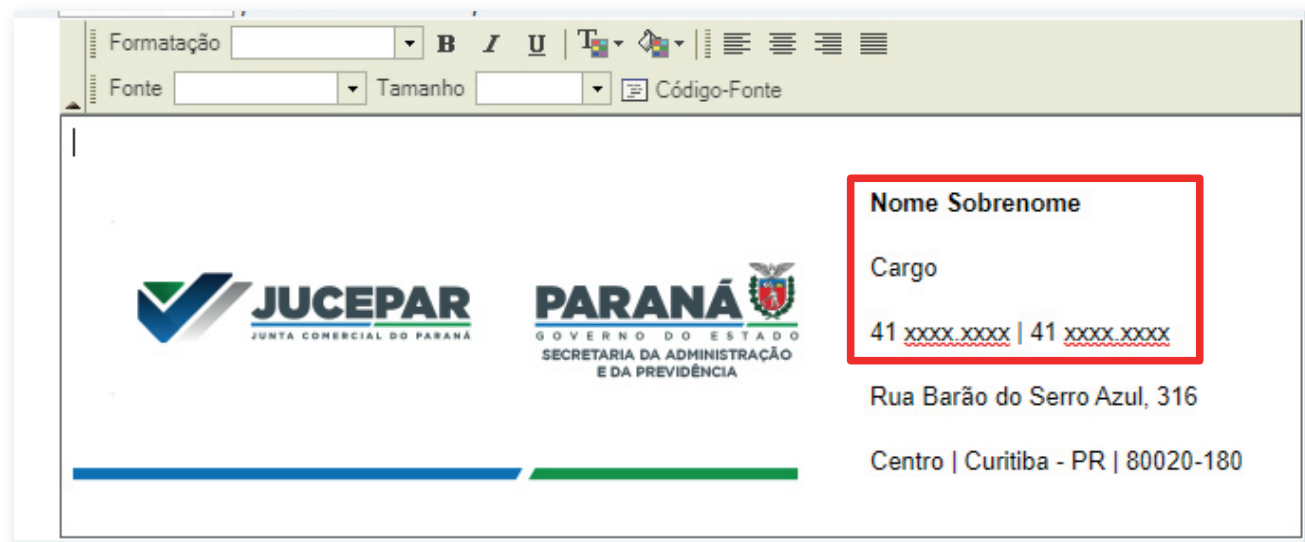 Formatação B I U T
Fonte Tamanho Código-Fonte
JUCEPAR
JUNTA COMERCIAL DO PARANÁ
PARANÁ
GOVERNO DO ESTADO
SECRETARIA DA ADMINISTRAÇÃO
E DA PREVIDÊNCIA
Nome Sobrenome
Cargo
41 xxxx.xxxx | 41 xxxx.xxxx
Rua Barão do Serro Azul, 316
Centro | Curitiba - PR | 80020-180